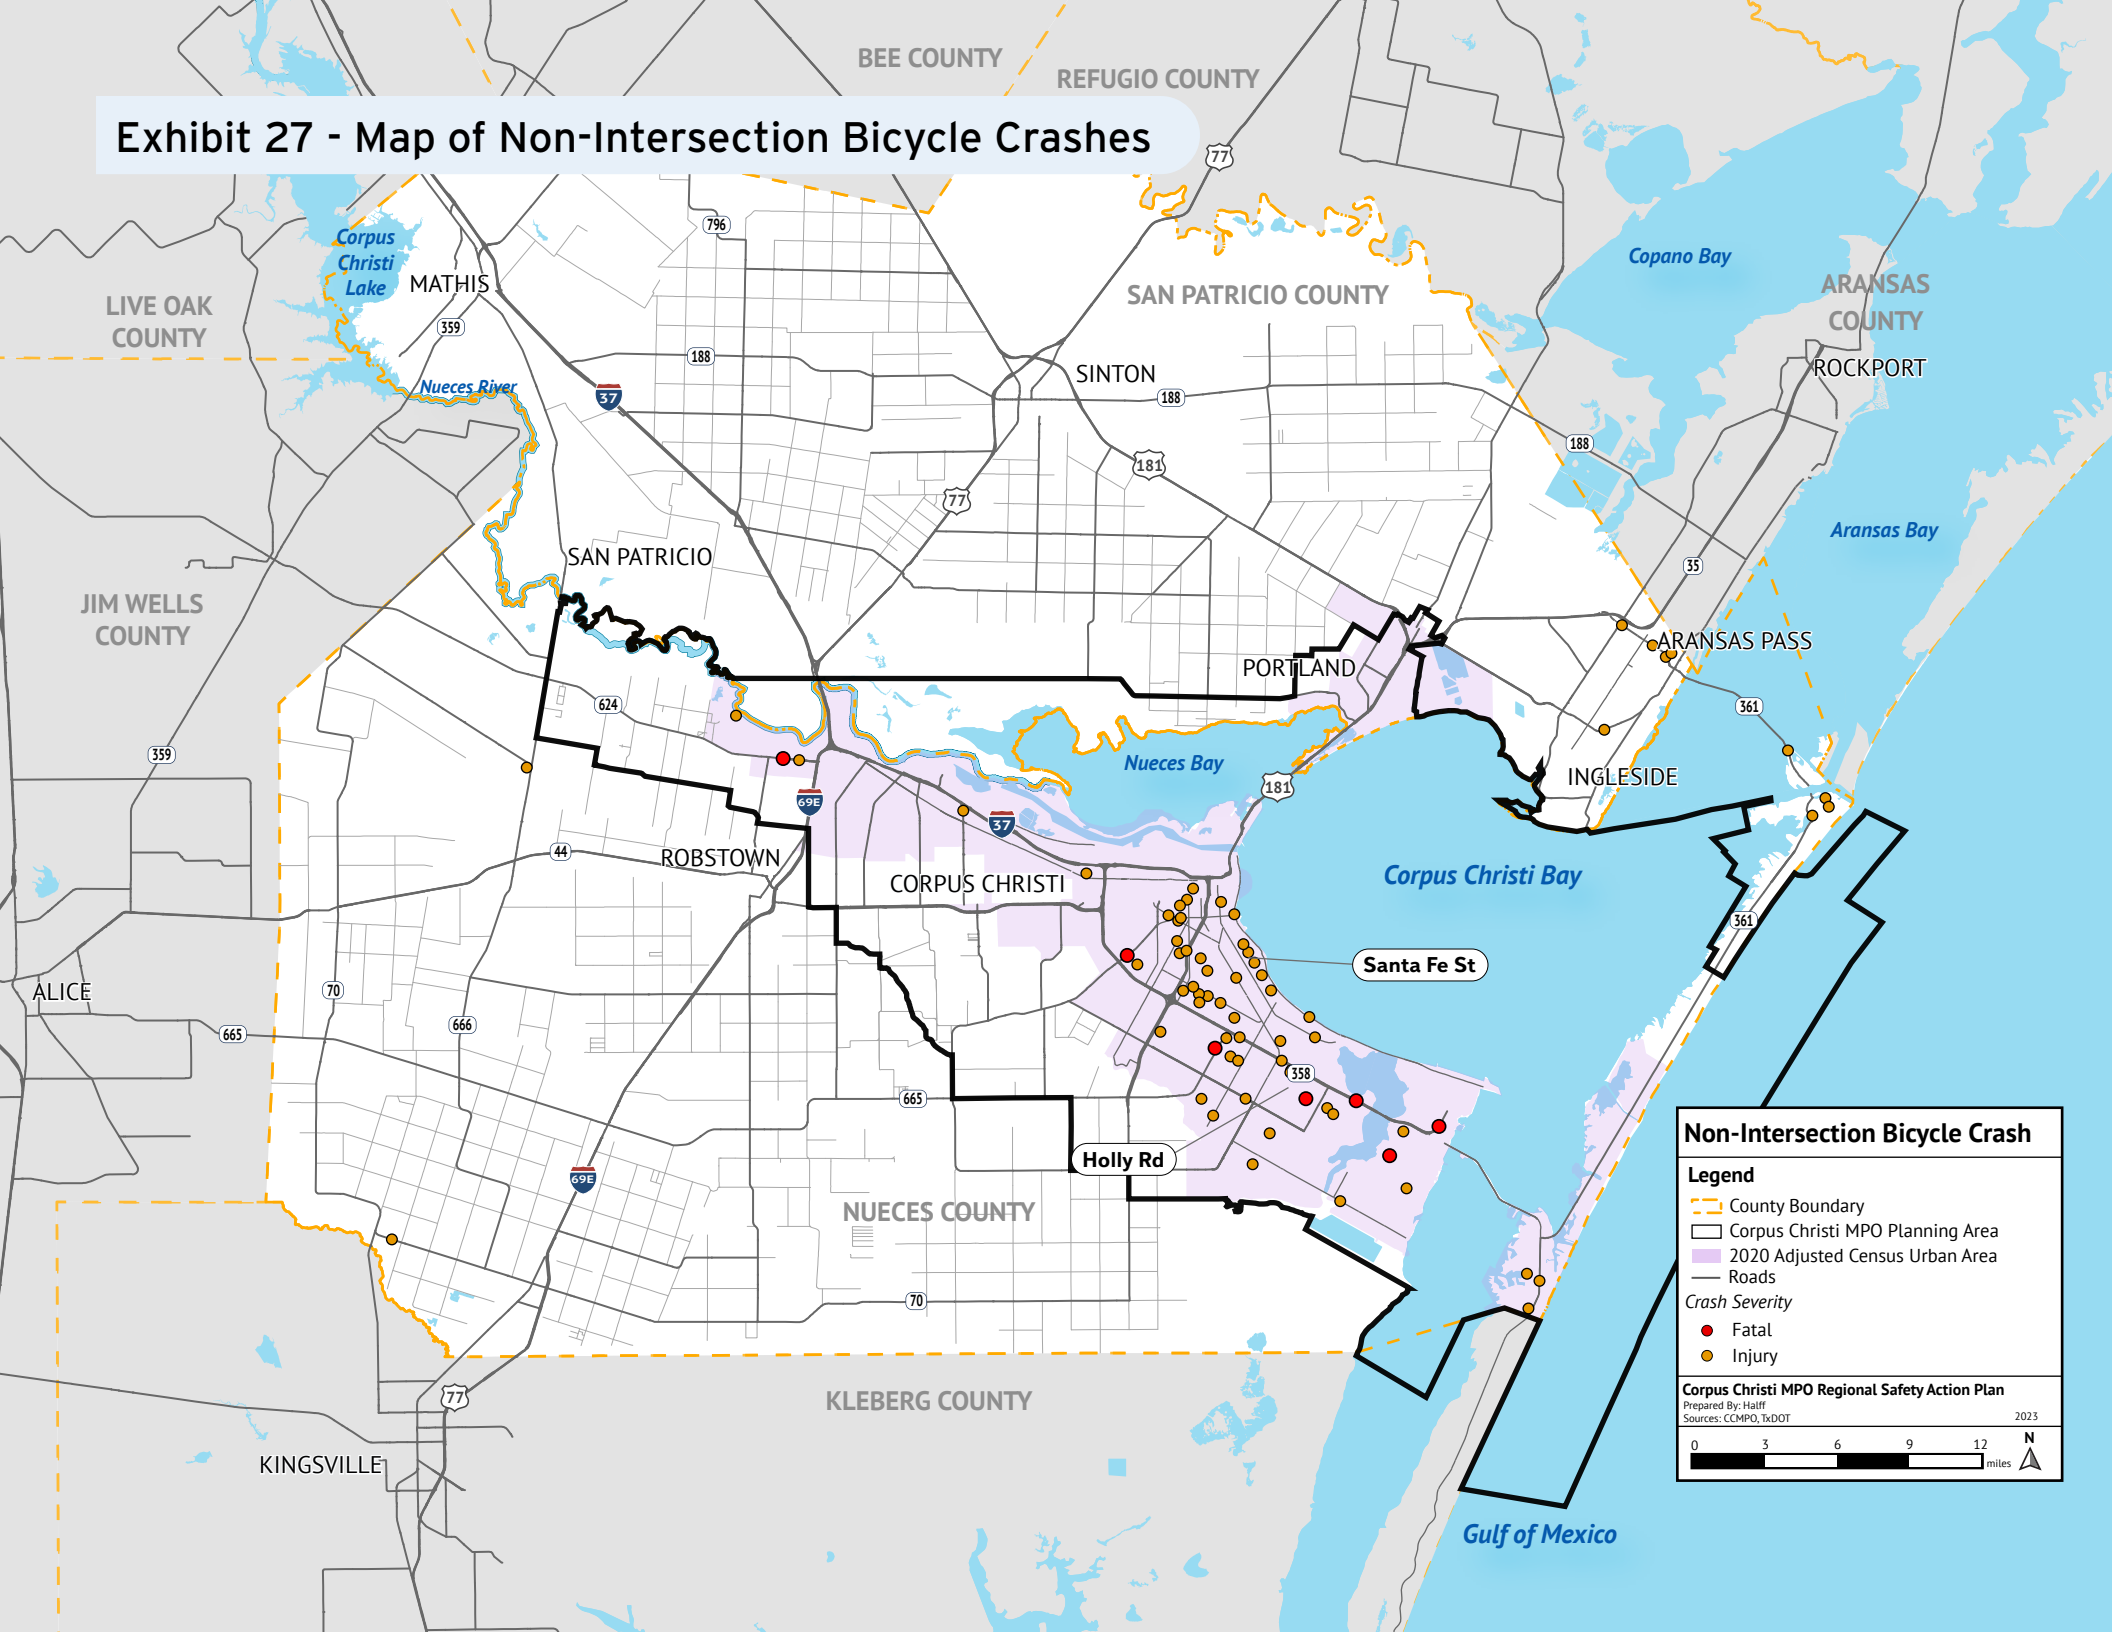 BEE COUNTY
REFUGIO COUNTY
Exhibit 27 - Map of Non-Intersection Bicycle Crashes
77
796
Corpus
Christi
Lake
MATHIS
Copano Bay
SAN PATRICIO COUNTY
ARANSAS
COUNTY
LIVE OAK
COUNTY
359
188
ROCKPORT
SINTON
Nueces River
37
188
188
181
77
Aransas Bay
SAN PATRICIO
35
JIM WELLS
COUNTY
ARANSAS PASS
PORTLAND
624
361
359
Nueces Bay
INGLESIDE
181
69E
37
44
ROBSTOWN
CORPUS CHRISTI
Corpus Christi Bay
361
Santa Fe St
ALICE
70
666
665
358
665
Holly Rd
69E
NUECES COUNTY
70
77
KLEBERG COUNTY
KINGSVILLE
Gulf of Mexico
Non-Intersection Bicycle Crash
Legend
County Boundary
Corpus Christi MPO Planning Area
2020 Adjusted Census Urban Area
Roads
Crash Severity
Fatal
Injury
Corpus Christi MPO Regional Safety Action Plan
Prepared By: Halff
Sources: CCMPO, TxDOT
2023
0 3 6 9 12
miles
N